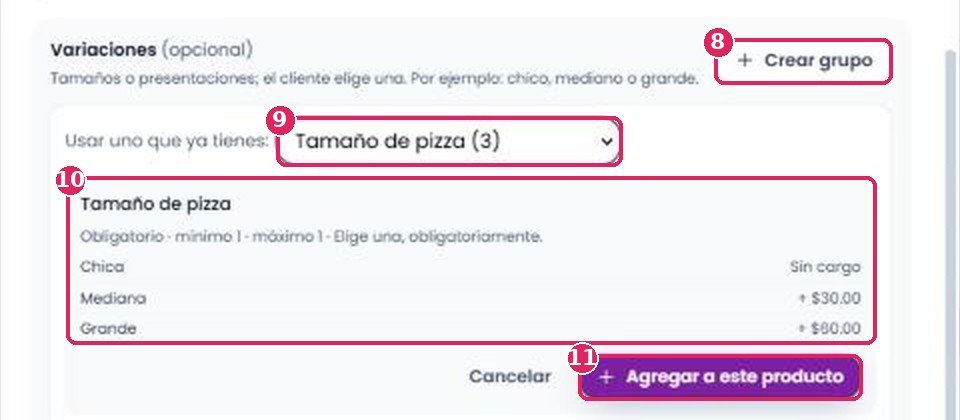 Variaciones (opcional)
8
+ Crear grupo
Tamaños o presentaciones; el cliente elige una. Por ejemplo: chico, mediano o grande.
9
Usar uno que ya tienes: Tamaño de pizza (3)
10
Tamaño de pizza
Obligatorio · mínimo 1 · máximo 1 · Elige una, obligatoriamente.
Chica Sin cargo
Mediana + $30.00
Grande + $60.00
11
Cancelar + Agregar a este producto